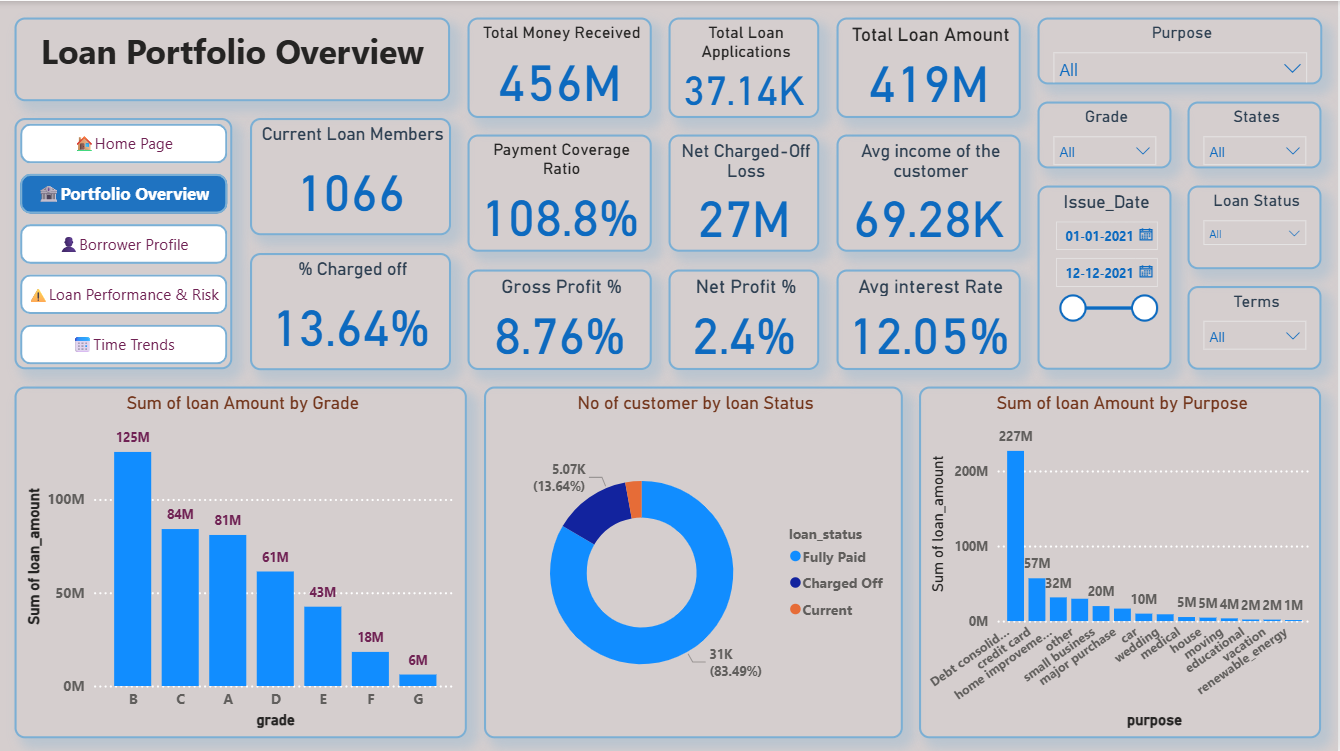 Loan Portfolio Overview
🏠 Home Page
🏦 Portfolio Overview
👤 Borrower Profile
⚠️ Loan Performance & Risk
📅 Time Trends
Current Loan Members
1066
% Charged off
13.64%
Total Money Received
456M
Total Loan
Applications
37.14K
Total Loan Amount
419M
Payment Coverage
Ratio
108.8%
Net Charged-Off
Loss
27M
Avg income of the
customer
69.28K
Gross Profit %
8.76%
Net Profit %
2.4%
Avg interest Rate
12.05%
Purpose
All
Grade
All
States
All
Issue_Date
01-01-2021
12-12-2021
Loan Status
All
Terms
All
Sum of loan Amount by Grade
Sum of loan_amount
100M
50M
0M
125M
84M
81M
61M
43M
18M
6M
B C A D E F G
grade
No of customer by loan Status
5.07K
(13.64%)
31K
(83.49%)
loan_status
Fully Paid
Charged Off
Current
Sum of loan Amount by Purpose
Sum of loan_amount
200M
100M
0M
227M
57M
32M
20M
10M
5M
5M
4M
2M
2M
1M
Debt consolid...
credit card
home improveme...
other
small business
major purchase
car
wedding
medical
house
moving
educational
vacation
renewable_energy
purpose